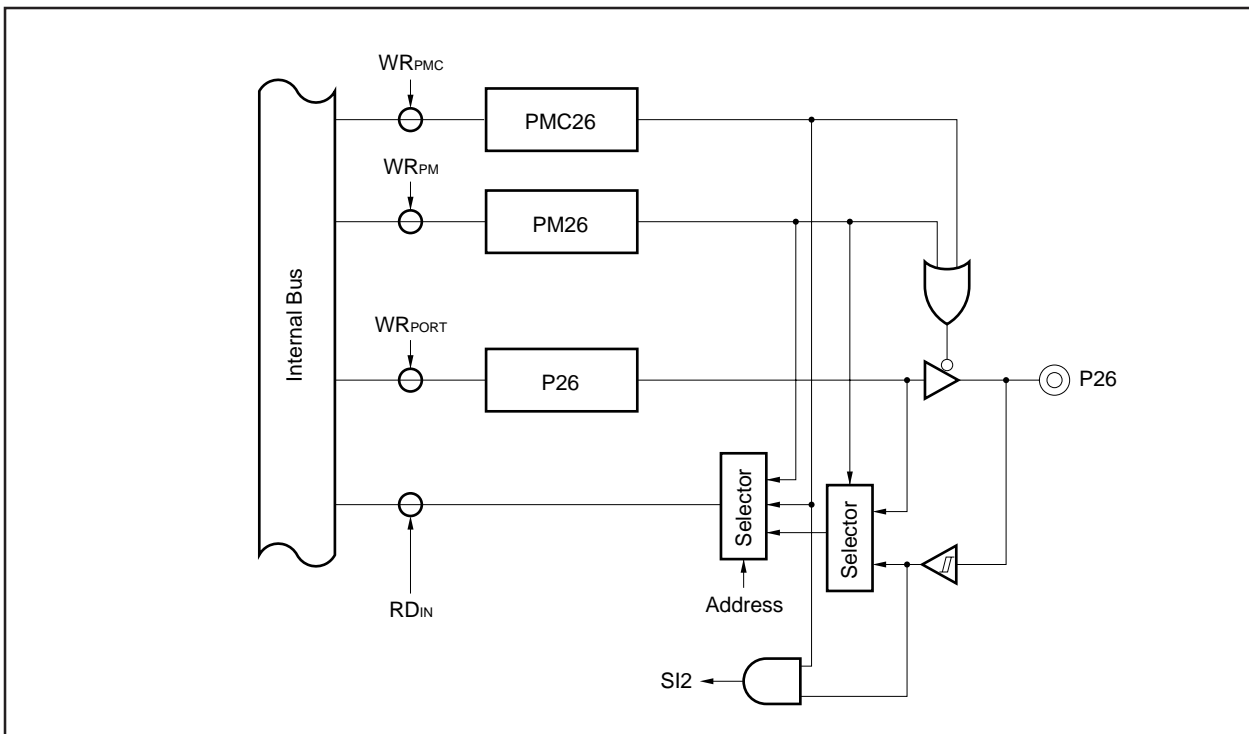 WRPMC
PMC26
WRPM
PM26
Internal Bus
WRPORT
P26
P26
Selector
Selector
RDIN
Address
SI2